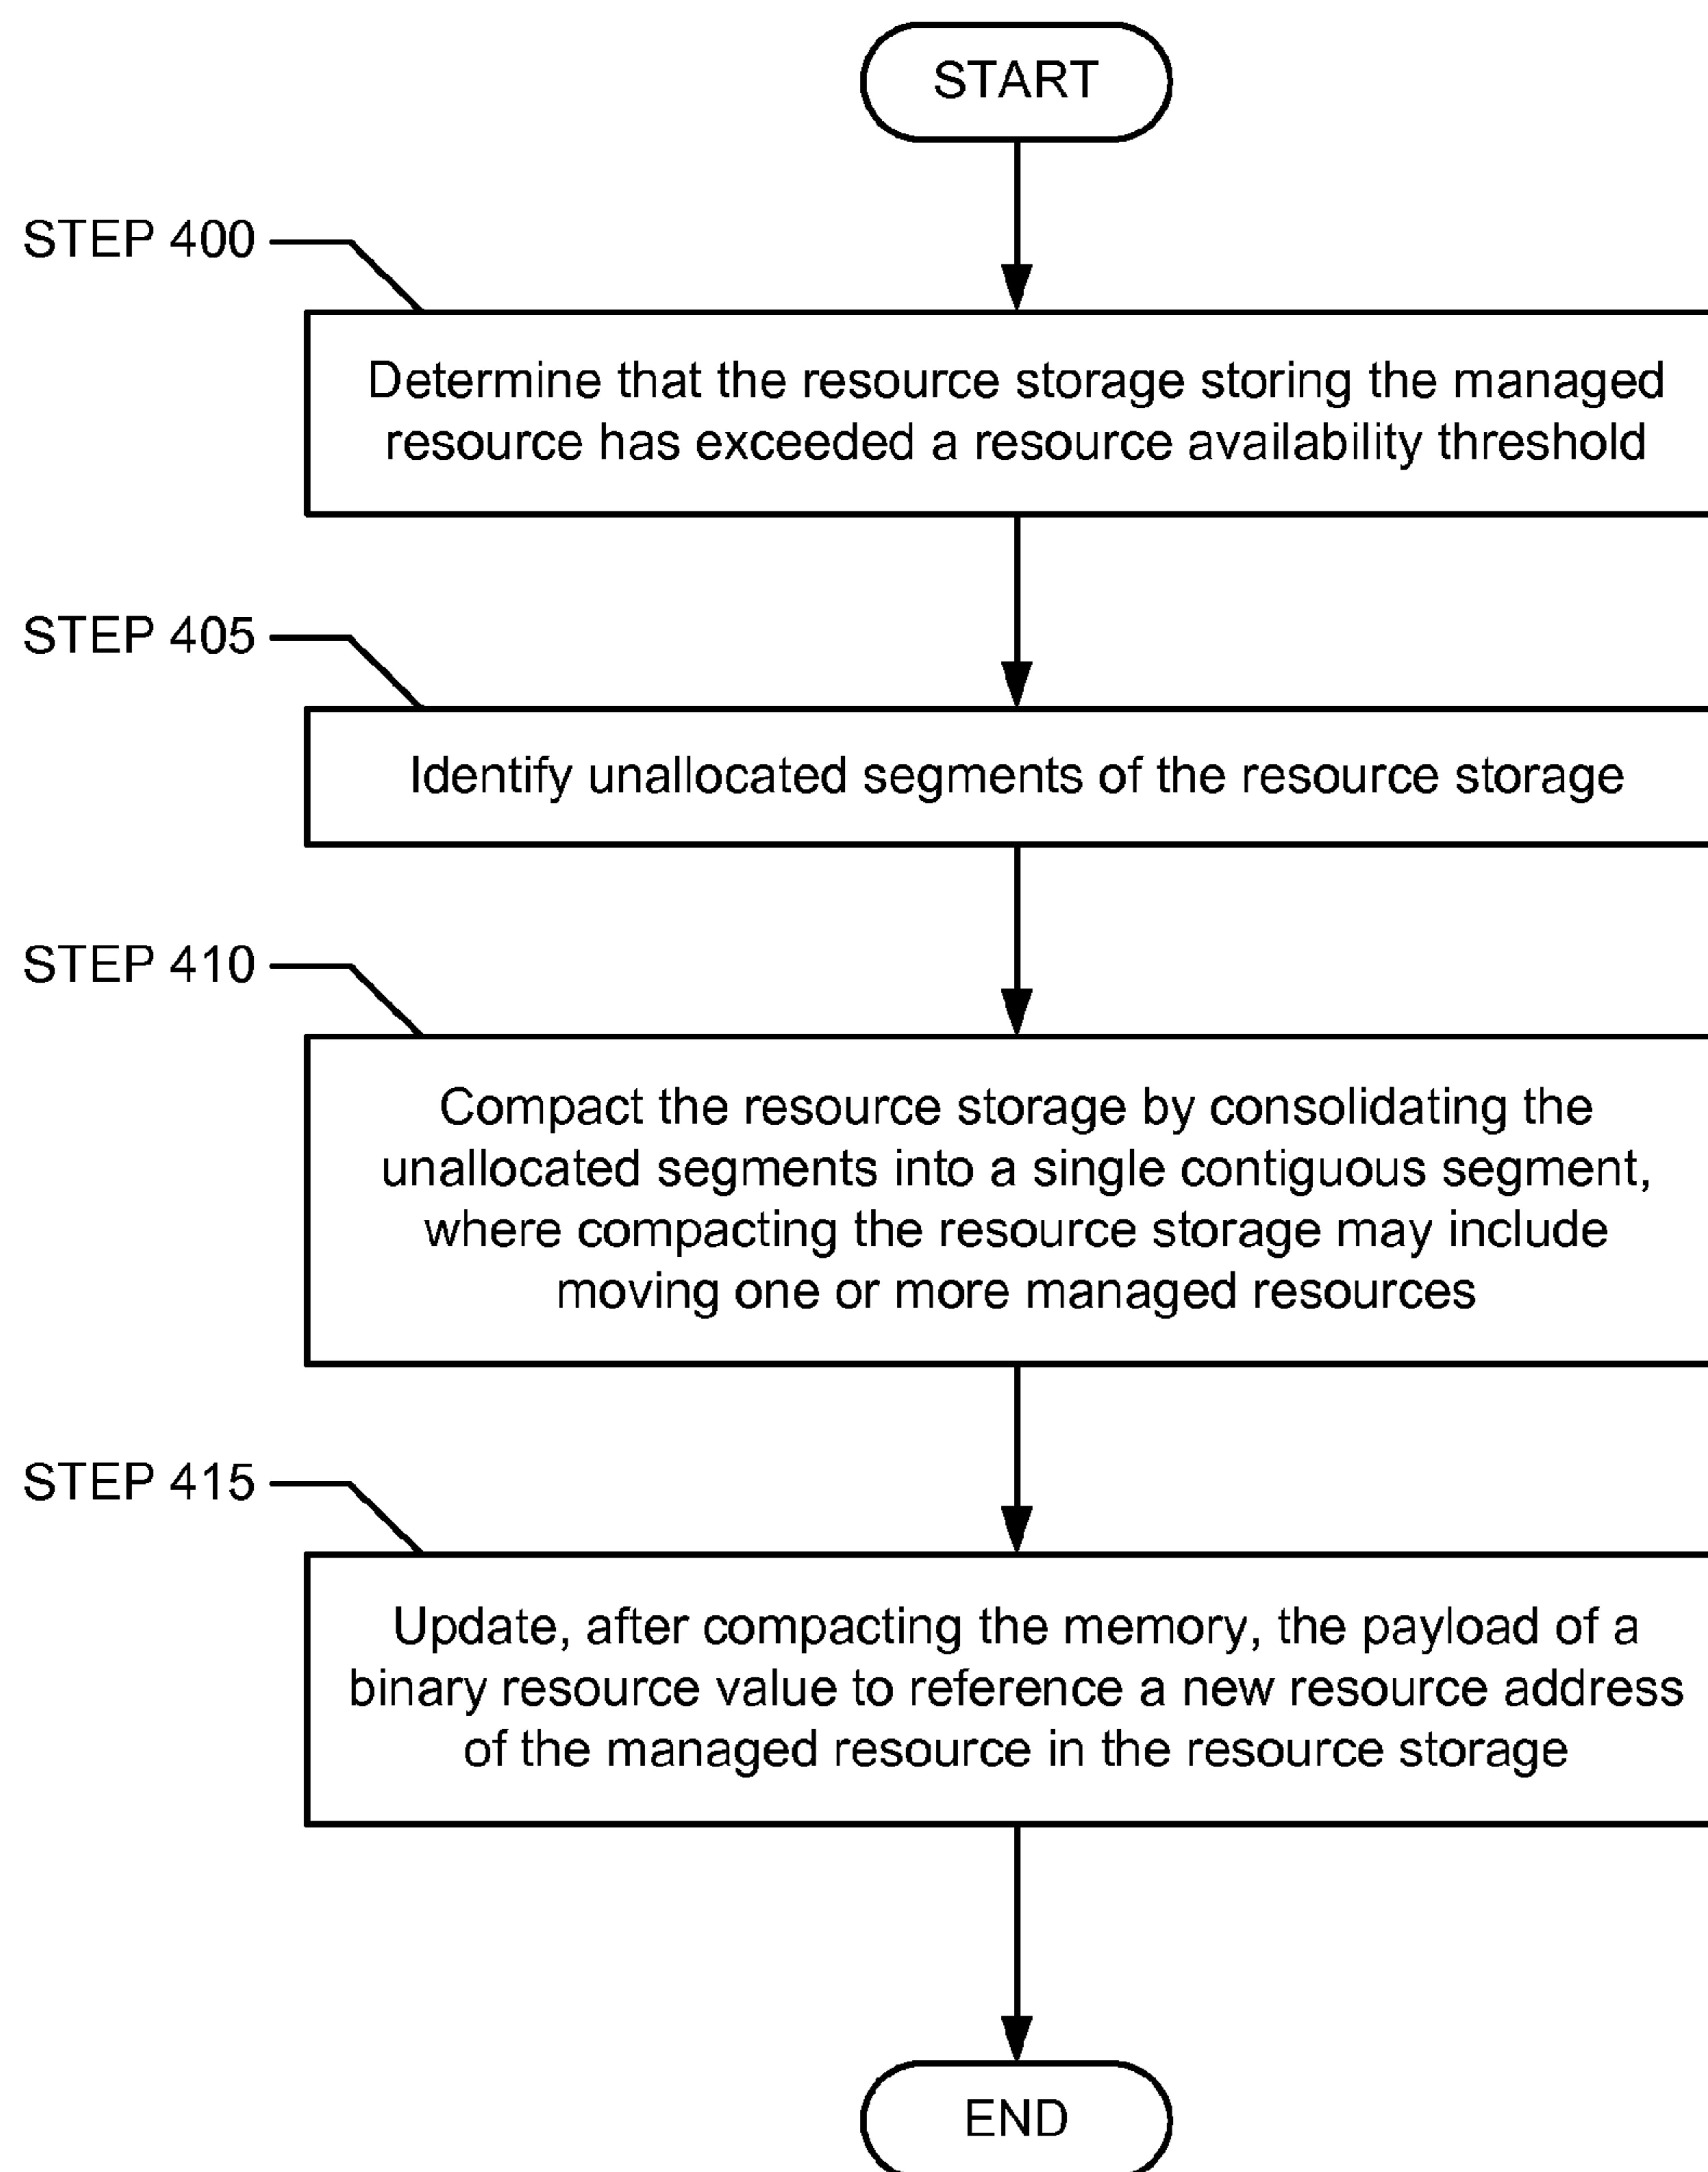 START
STEP 400
Determine that the resource storage storing the managed
resource has exceeded a resource availability threshold
STEP 405
Identify unallocated segments of the resource storage
STEP 410
Compact the resource storage by consolidating the
unallocated segments into a single contiguous segment,
where compacting the resource storage may include
moving one or more managed resources
STEP 415
Update, after compacting the memory, the payload of a
binary resource value to reference a new resource address
of the managed resource in the resource storage
END